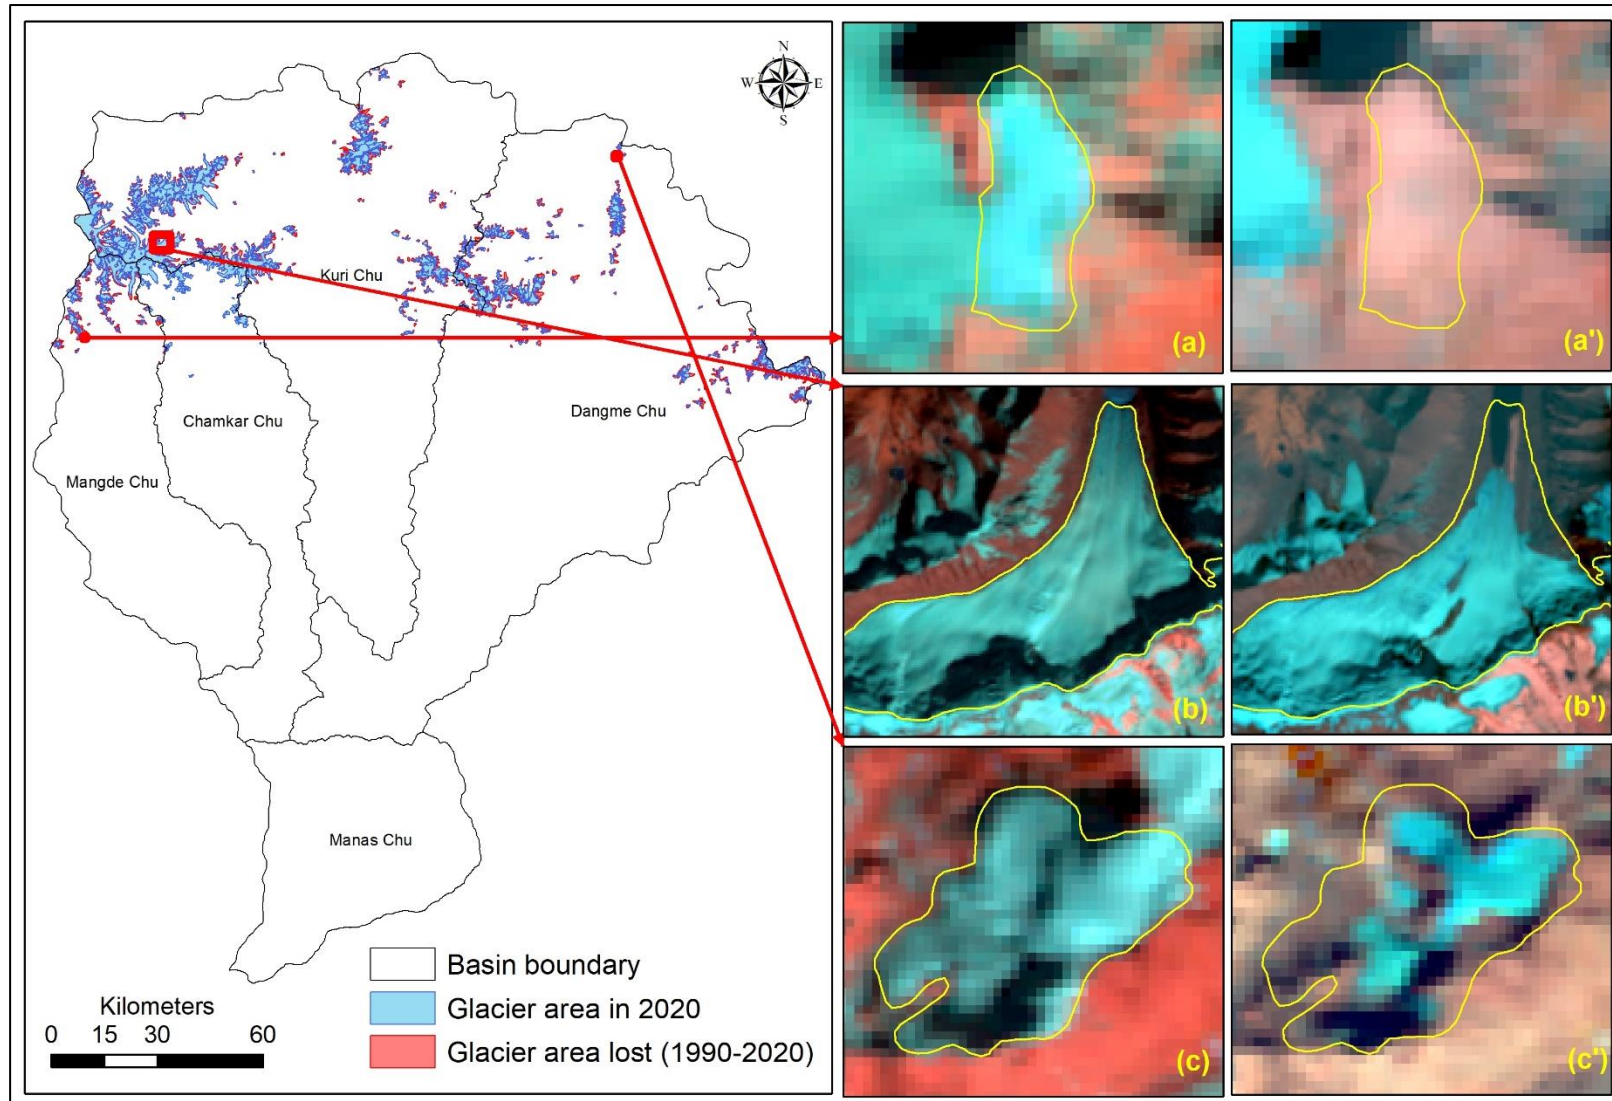 N
W E
S
Kuri Chu
Dangme Chu
Chamkar Chu
Mangde Chu
Manas Chu
Basin boundary
Glacier area in 2020
Glacier area lost (1990-2020)
Kilometers
0 15 30 60
(a)
(a')
(b)
(b')
(c)
(c')